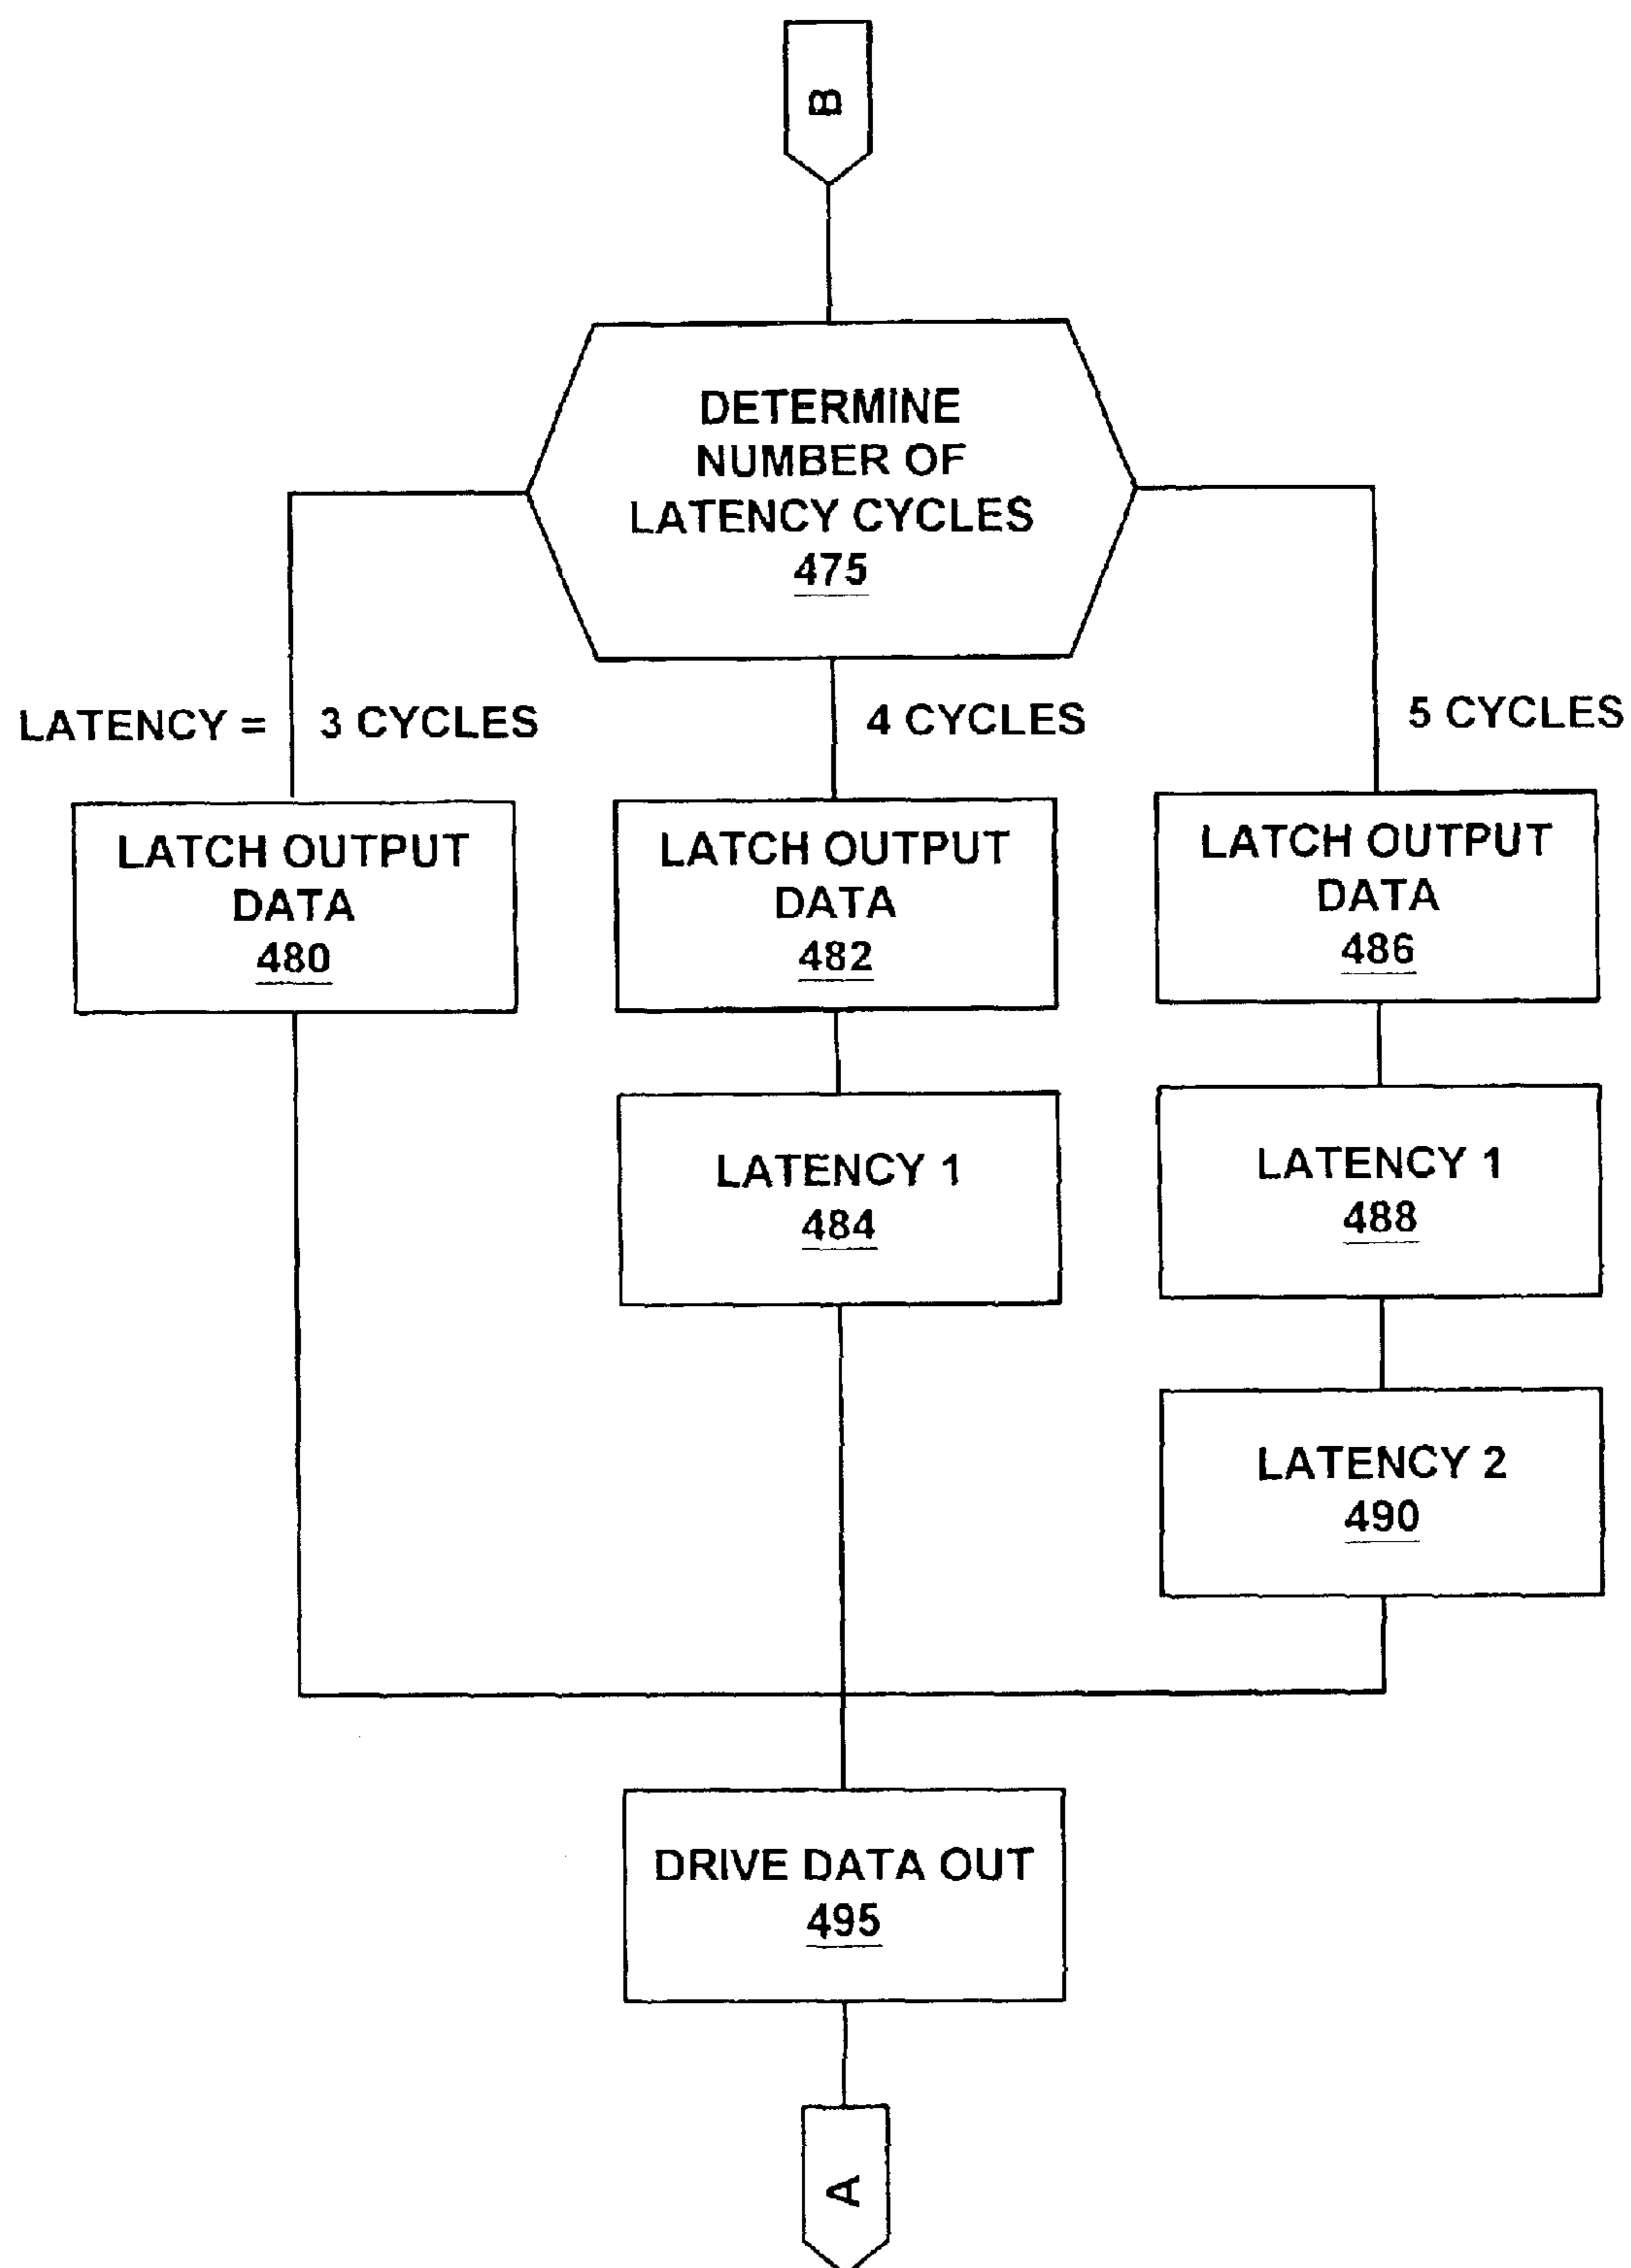 B
DETERMINE
NUMBER OF
LATENCY CYCLES
475
LATENCY = 3 CYCLES
4 CYCLES
5 CYCLES
LATCH OUTPUT
DATA
480
LATCH OUTPUT
DATA
482
LATCH OUTPUT
DATA
486
LATENCY 1
484
LATENCY 1
488
LATENCY 2
490
DRIVE DATA OUT
495
A